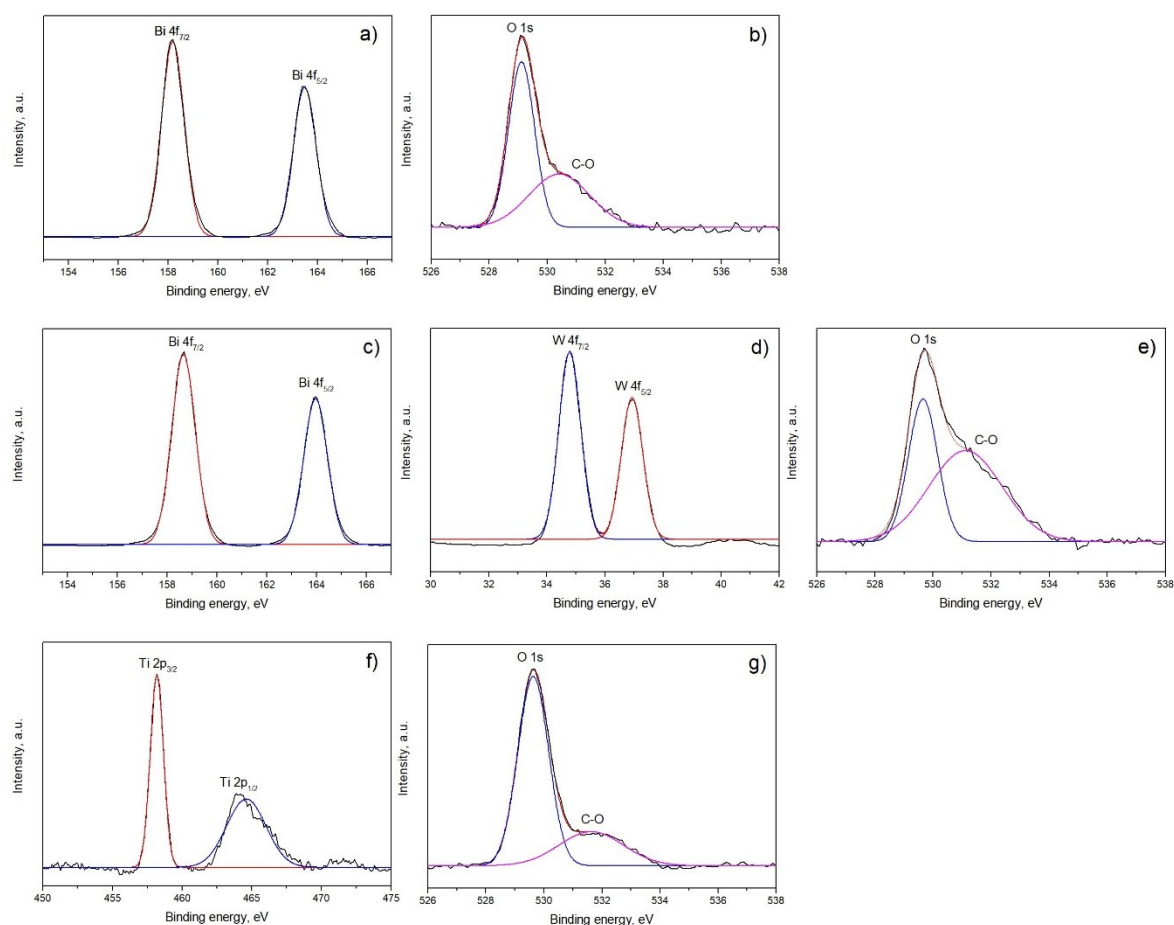 a)
Bi 4f7/2
Bi 4f5/2
Intensity, a.u.
154 156 158 160 162 164 166
Binding energy, eV
b)
O 1s
C-O
Intensity, a.u.
526 528 530 532 534 536 538
Binding energy, eV
c)
Bi 4f7/2
Bi 4f5/2
Intensity, a.u.
154 156 158 160 162 164 166
Binding energy, eV
d)
W 4f7/2
W 4f5/2
Intensity, a.u.
30 32 34 36 38 40 42
Binding energy, eV
e)
O 1s
C-O
Intensity, a.u.
526 528 530 532 534 536 538
Binding energy, eV
f)
Ti 2p3/2
Ti 2p1/2
Intensity, a.u.
450 455 460 465 470 475
Binding energy, eV
g)
O 1s
C-O
Intensity, a.u.
526 528 530 532 534 536 538
Binding energy, eV